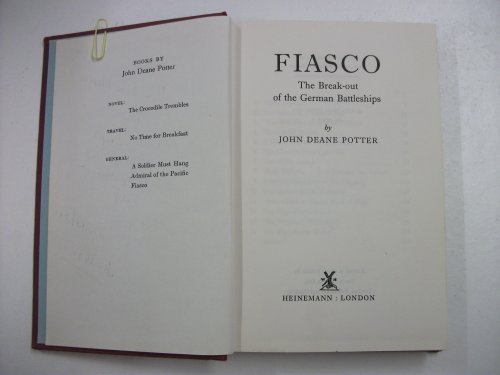 BOOKS BY
John Deane Potter
NOVEL:
The Crocodile Trembles
TRAVEL:
No Time for Breakfast
GENERAL:
A Soldier Must Hang
Admiral of the Pacific
Fiasco
FIASCO
The Break-out
of the German Battleships
by
JOHN DEANE POTTER
HEINEMANN : LONDON